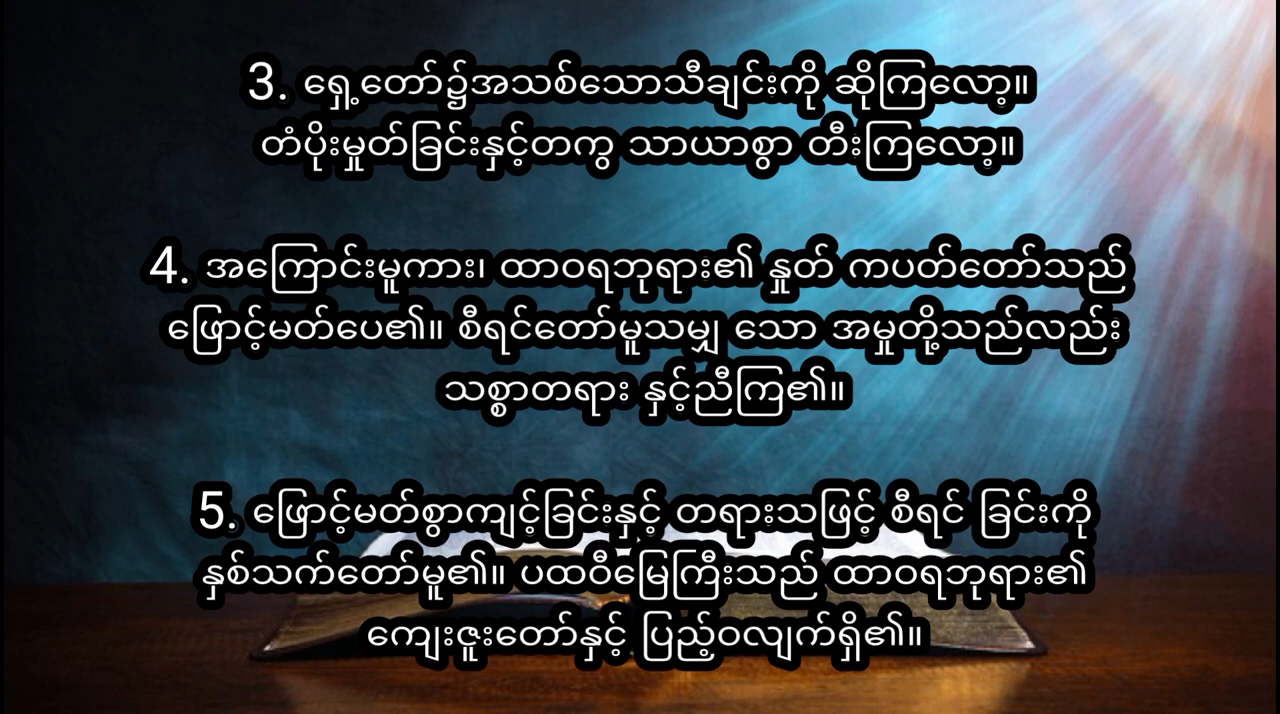 3. ရှေ့တော်၌အသစ်သောသီချင်းကို ဆိုကြလော့။
တံပိုးမှုတ်ခြင်းနှင့်တကွ သာယာစွာ တီးကြလော့။
4. အကြောင်းမူကား၊ ထာဝရဘုရား၏ နှုတ် ကပတ်တော်သည်
ဖြောင့်မတ်ပေ၏။ စီရင်တော်မူသမျှ သော အမှုတို့သည်လည်း
သစ္စာတရား နှင့်ညီကြ၏။
5. ဖြောင့်မတ်စွာကျင့်ခြင်းနှင့် တရားသဖြင့် စီရင် ခြင်းကို
နှစ်သက်တော်မူ၏။ ပထဝီမြေကြီးသည် ထာဝရဘုရား၏
ကျေးဇူးတော်နှင့် ပြည့်ဝလျက်ရှိ၏။